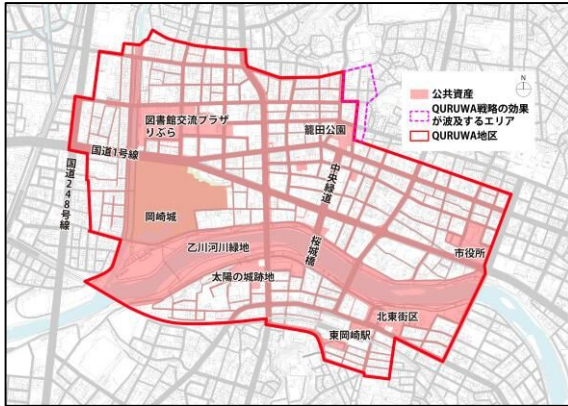 公共資産
QURUWA戦略の効果
が波及するエリア
QURUWA地区
N
図書館交流プラザ
りぶら
籠田公園
国道1号線
中央緑道
国道248号線
岡崎城
乙川河川緑地
桜城橋
市役所
太陽の城跡地
北東街区
東岡崎駅